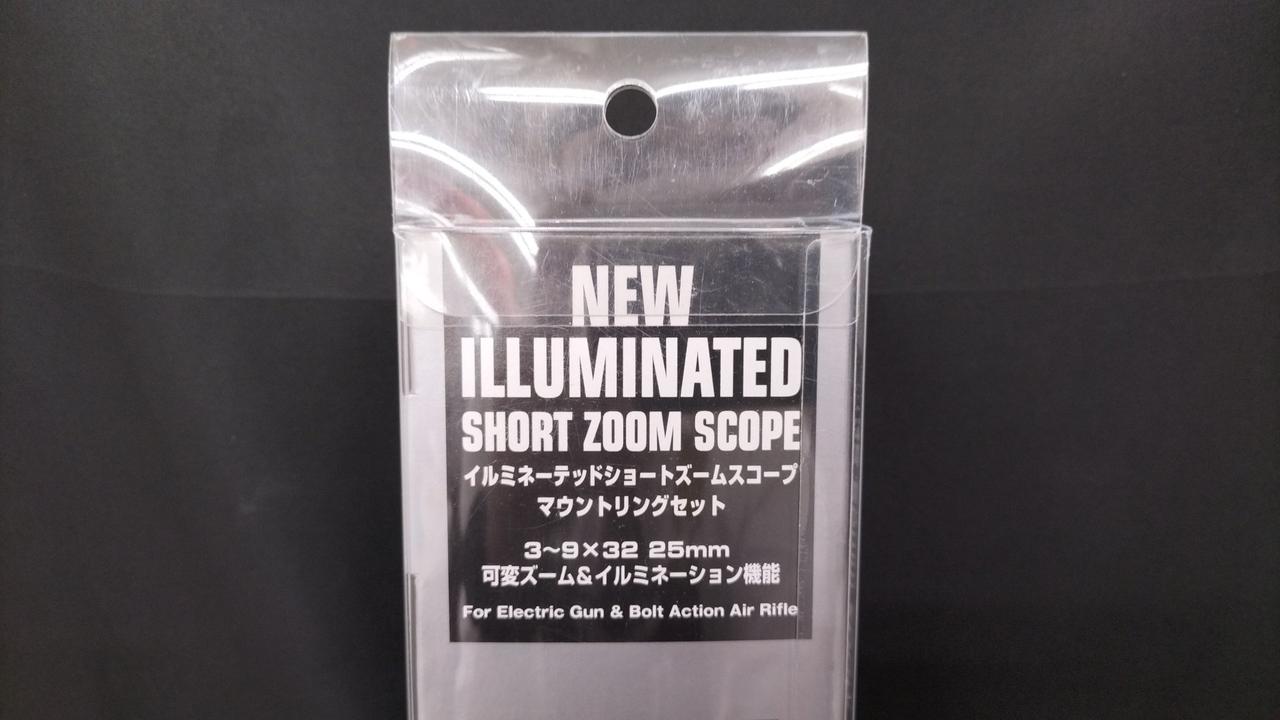 NEW
ILLUMINATED
SHORT ZOOM SCOPE
イルミネーテッドショートズームスコープ
マウントリングセット
3~9×32 25mm
可変ズーム&イルミネーション機能
For Electric Gun & Bolt Action Air Rifle